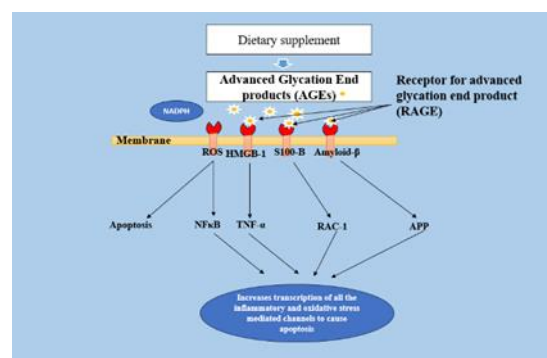 Dietary supplement
Advanced Glycation End
products (AGEs)
Receptor for advanced
glycation end product
(RAGE)
NADPH
Membrane
ROS HMGB-1 S100-B Amyloid-β
Apoptosis NFκB TNF-α RAC-1 APP
Increases transcription of all the
inflammatory and oxidative stress
mediated channels to cause
apoptosis